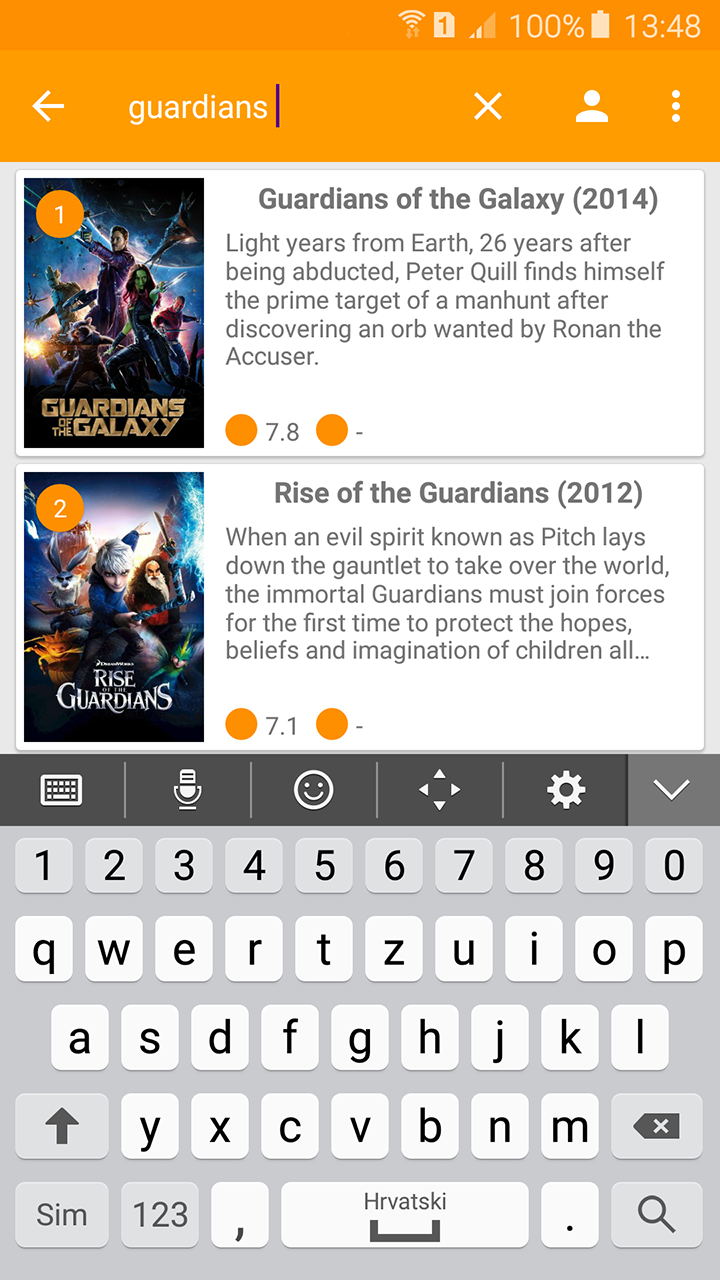 1 100% 13:48
guardians
1
Guardians of the Galaxy (2014)
Light years from Earth, 26 years after
being abducted, Peter Quill finds himself
the prime target of a manhunt after
discovering an orb wanted by Ronan the
Accuser.
GUARDIANS
OF THE GALAXY
7.8 -
2
Rise of the Guardians (2012)
When an evil spirit known as Pitch lays
down the gauntlet to take over the world,
the immortal Guardians must join forces
for the first time to protect the hopes,
beliefs and imagination of children all...
DREAMWORKS
RISE
OF THE
GUARDIANS
7.1 -
1 2 3 4 5 6 7 8 9 0
q w e r t z u i o p
a s d f g h j k l
y x c v b n m
Sim 123 , Hrvatski .